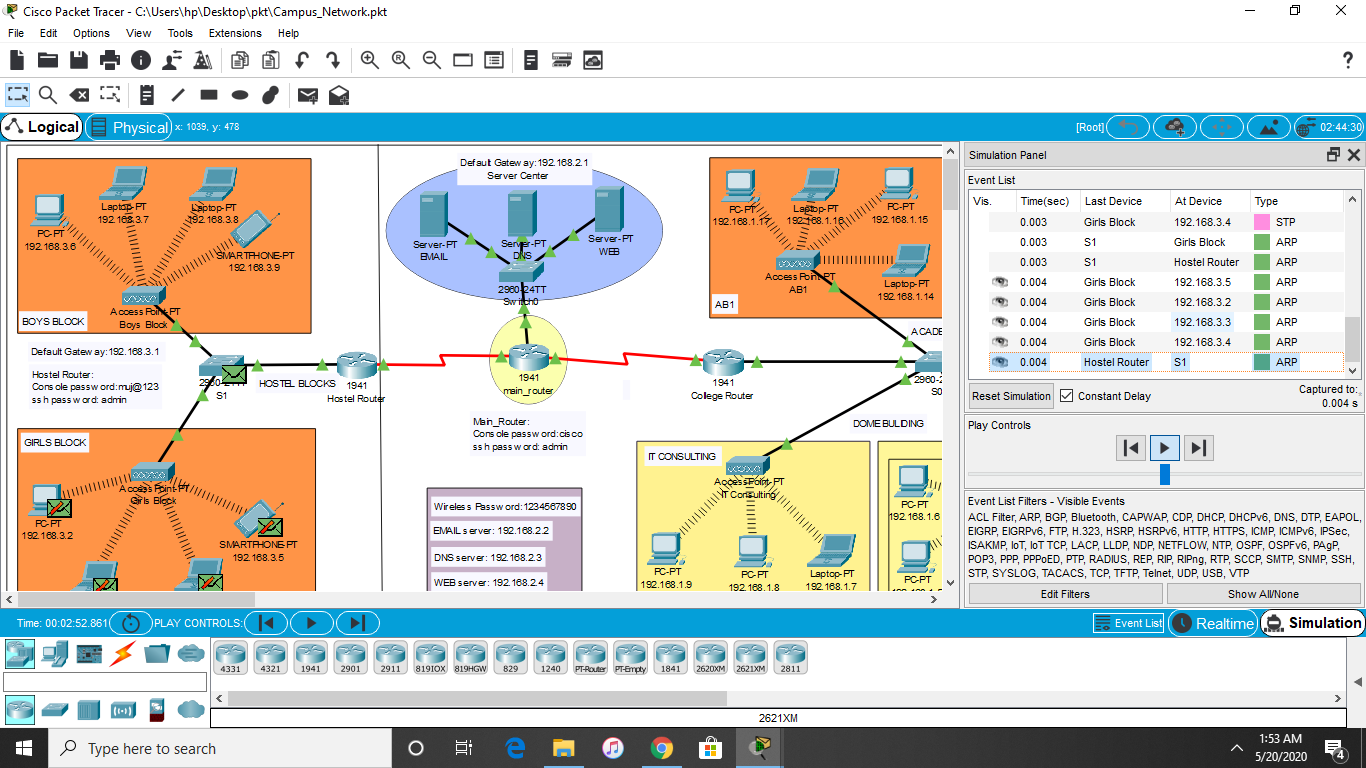 Cisco Packet Tracer - C:\Users\hp\Desktop\pkt\Campus_Network.pkt
File Edit Options View Tools Extensions Help
Logical
Physical
x: 1039, y: 478
[Root]
02:44:30
PC-PT
192.168.3.6
Laptop-PT
192.168.3.7
Laptop-PT
192.168.3.8
SMARTPHONE-PT
192.168.3.9
Access Point-PT
Boys Block
BOYS BLOCK
Default Gateway:192.168.3.1
Hostel Router:
Console password:muj@123
ssh password: admin
S1
HOSTEL BLOCKS
1941
Hostel Router
GIRLS BLOCK
Access Point-PT
Girls Block
PC-PT
192.168.3.2
SMARTPHONE-PT
192.168.3.5
Default Gateway:192.168.2.1
Server Center
Server-PT
EMAIL
Server-PT
DNS
Server-PT
WEB
2960-24TT
Switch0
1941
main_router
Main_Router:
Console password:cisco
ssh password: admin
Wireless Password:1234567890
EMAIL server: 192.168.2.2
DNS server: 192.168.2.3
WEB server: 192.168.2.4
PC-PT
192.168.1.17
Laptop-PT
192.168.1.16
PC-PT
192.168.1.15
Laptop-PT
192.168.1.14
Access Point-PT
AB1
AB1
ACADE
1941
College Router
2960-2
S0
DOME BULIDING
IT CONSULTING
Access Point-PT
IT Consulting
PC-PT
192.168.1.9
PC-PT
192.168.1.8
Laptop-PT
192.168.1.7
PC-PT
192.168.1.6
PC-PT
Simulation Panel
Event List
Vis. Time(sec) Last Device At Device Type
0.003 Girls Block 192.168.3.4 STP
0.003 S1 Girls Block ARP
0.003 S1 Hostel Router ARP
0.004 Girls Block 192.168.3.5 ARP
0.004 Girls Block 192.168.3.2 ARP
0.004 Girls Block 192.168.3.3 ARP
0.004 Girls Block 192.168.3.4 ARP
0.004 Hostel Router S1 ARP
Reset Simulation
Constant Delay
Captured to:
0.004 s
Play Controls
Event List Filters - Visible Events
ACL Filter, ARP, BGP, Bluetooth, CAPWAP, CDP, DHCP, DHCPv6, DNS, DTP, EAPOL,
EIGRP, EIGRPv6, FTP, H.323, HSRP, HSRPv6, HTTP, HTTPS, ICMP, ICMPv6, IPSec,
ISAKMP, IoT, IoT TCP, LACP, LLDP, NDP, NETFLOW, NTP, OSPF, OSPFv6, PAgP,
POP3, PPP, PPPoED, PTP, RADIUS, REP, RIP, RIPng, RTP, SCCP, SMTP, SNMP, SSH,
STP, SYSLOG, TACACS, TCP, TFTP, Telnet, UDP, USB, VTP
Edit Filters
Show All/None
Time: 00:02:52.861
PLAY CONTROLS:
Event List
Realtime
Simulation
4331 4321 1941 2901 2911 819IOX 819HGW 829 1240 PT-Router PT-Empty 1841 2620XM 2621XM 2811
2621XM
Type here to search
1:53 AM
5/20/2020
4